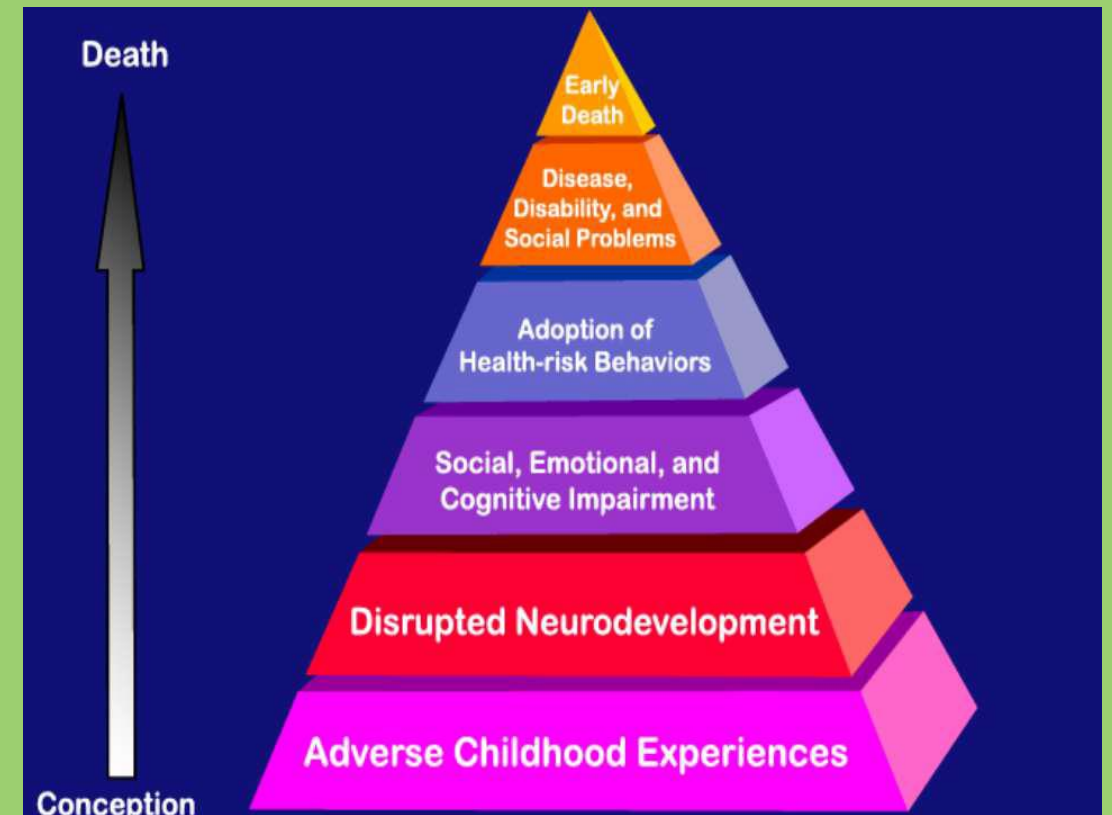 Death
Early
Death
Disease,
Disability, and
Social Problems
Adoption of
Health-risk Behaviors
Social, Emotional, and
Cognitive Impairment
Disrupted Neurodevelopment
Adverse Childhood Experiences
Conception